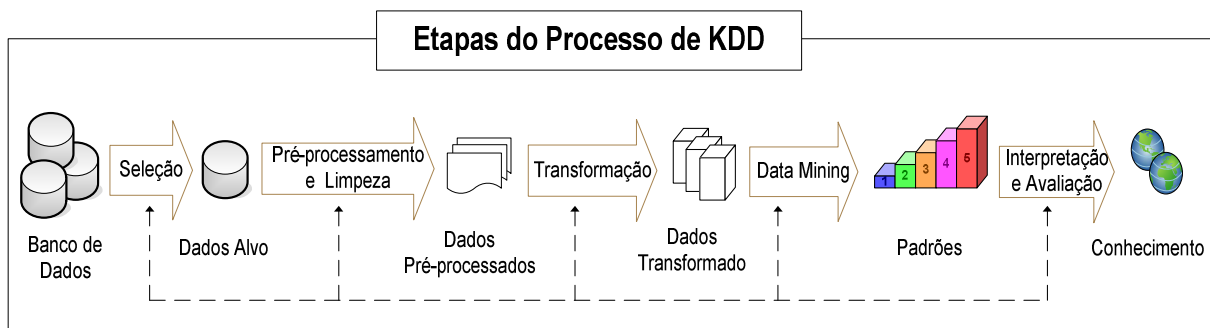 Etapas do Processo de KDD
Seleção
Pré-processamento
e Limpeza
Transformação
Data Mining
1
2
3
4
5
Interpretação
e Avaliação
Banco de
Dados
Dados Alvo
Dados
Pré-processados
Dados
Transformado
Padrões
Conhecimento